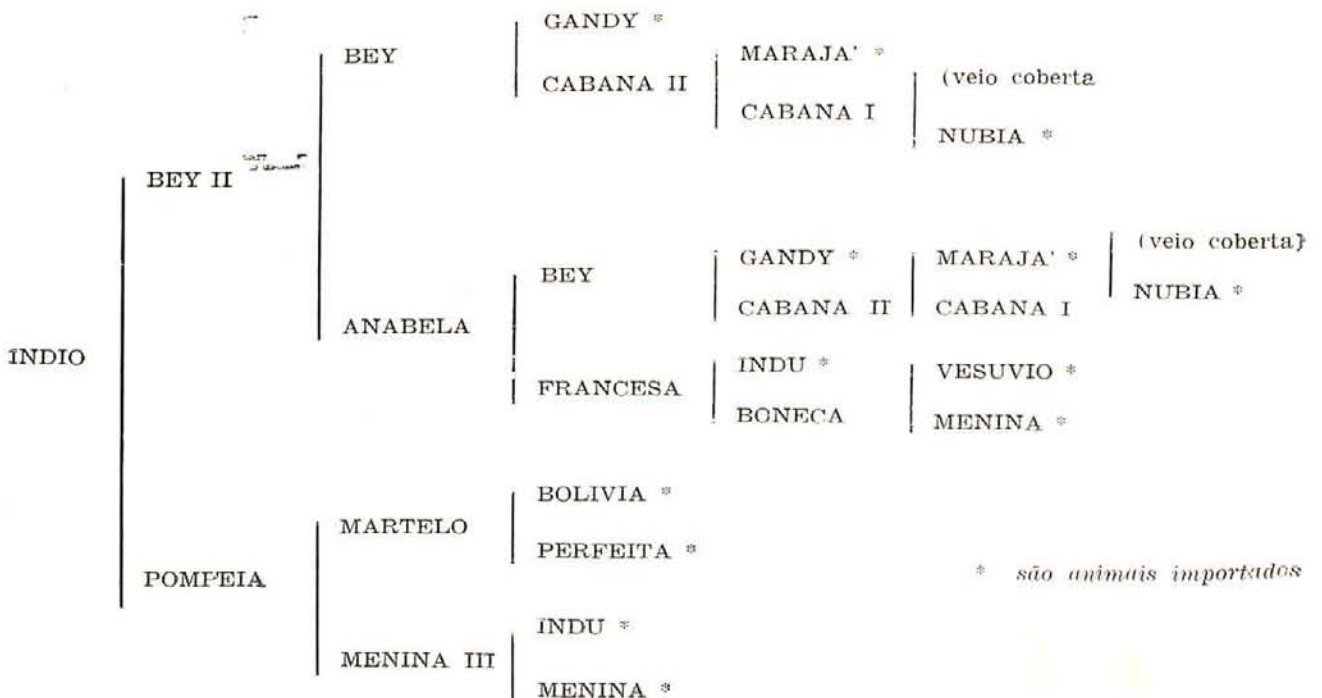 GANDY *
BEY
MARAJA' *
CABANA II
(veio coberta
CABANA I
NUBIA *
BEY II
(veio coberta)
GANDY *
MARAJA' *
BEY
NUBIA *
CABANA II
CABANA I
ANABELA
ÍNDIO
INDU *
VESUVIO *
FRANCESA
BONECA
MENINA *
BOLIVIA *
MARTELO
PERFEITA *
POMPEIA
* são animais importados
INDU *
MENINA III
MENINA *